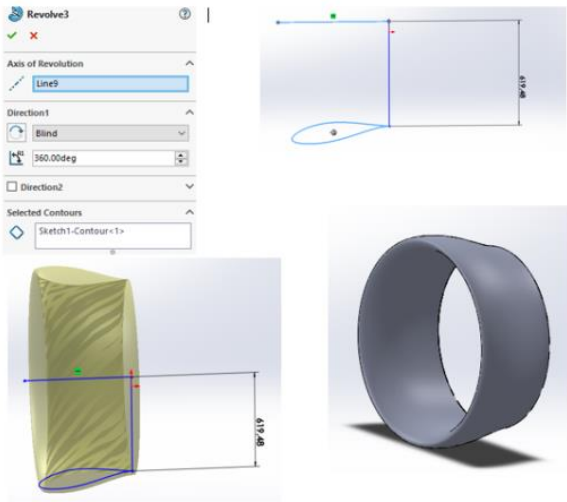 Revolve3
Axis of Revolution
Line9
Direction1
Blind
360.00deg
Direction2
Selected Contours
Sketch1-Contour<1>
619.48
619.48